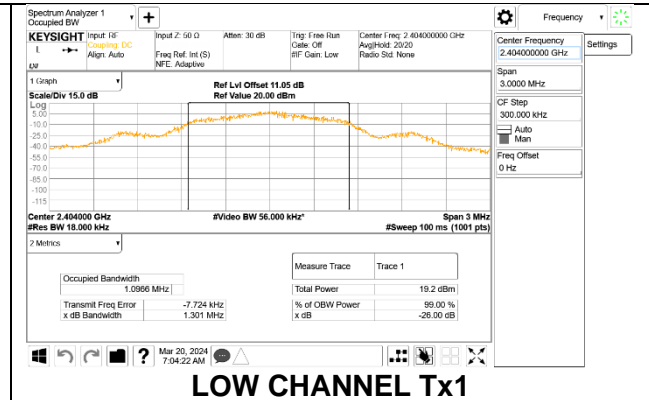 Spectrum Analyzer 1
Occupied BW
+
Frequency
KEYSIGHT
Input: RF
Coupling: DC
Align: Auto
Input Z: 50 Ω
Freq Ref: Int (S)
NFE: Adaptive
Atten: 30 dB
Trig: Free Run
Gate: Off
#IF Gain: Low
Center Freq: 2.404000000 GHz
Avg|Hold: 20/20
Radio Std: None
Center Frequency
2.404000000 GHz
Settings
Span
3.0000 MHz
CF Step
300.000 kHz
Auto
Man
Freq Offset
0 Hz
1 Graph
Scale/Div 15.0 dB
Ref Lvl Offset 11.05 dB
Ref Value 20.00 dBm
Log
5.00
-10.0
-25.0
-40.0
-55.0
-70.0
-85.0
-100
-115
Center 2.404000 GHz
#Res BW 18.000 kHz
#Video BW 56.000 kHz*
Span 3 MHz
#Sweep 100 ms (1001 pts)
2 Metrics
Occupied Bandwidth
1.0966 MHz
Transmit Freq Error -7.724 kHz
x dB Bandwidth 1.301 MHz
Measure Trace Trace 1
Total Power 19.2 dBm
% of OBW Power 99.00 %
x dB -26.00 dB
?
Mar 20, 2024
7:04:22 AM
LOW CHANNEL Tx1